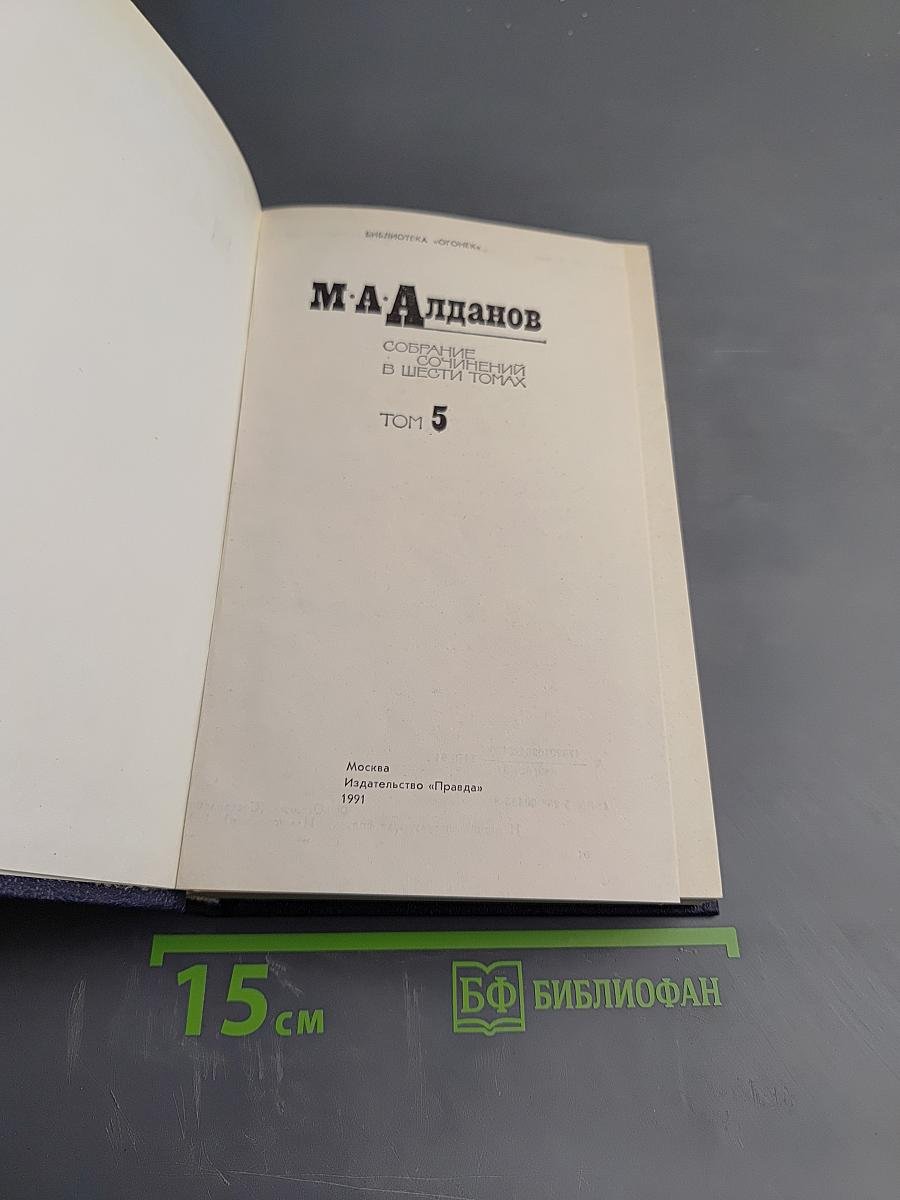 БИБЛИОТЕКА «ОГОНЕК»
М·А·Алданов
СОБРАНИЕ
СОЧИНЕНИЙ
В ШЕСТИ ТОМАХ
ТОМ 5
Москва
Издательство «Правда»
1991
15 см
БФ БИБЛИОФАН